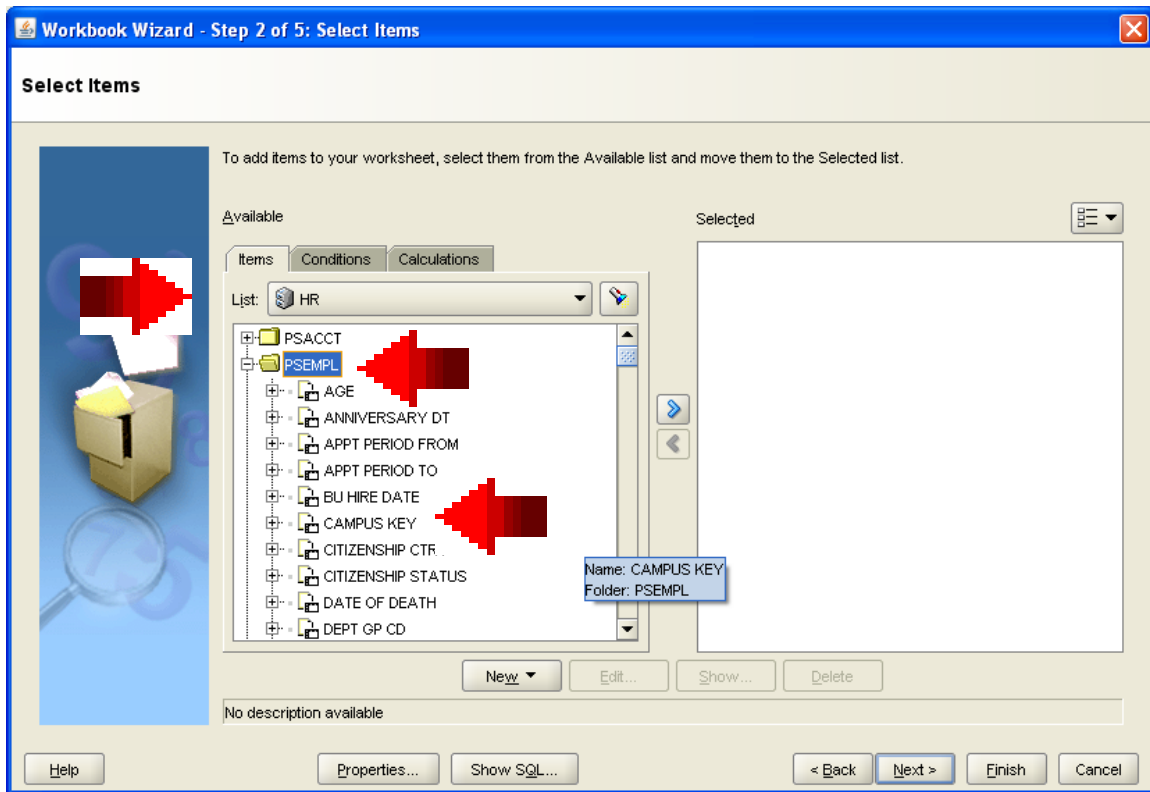 Workbook Wizard - Step 2 of 5: Select Items
Select Items
To add items to your worksheet, select them from the Available list and move them to the Selected list.
Available
Selected
Items Conditions Calculations
List: HR
PSACCT
PSEMPL
AGE
ANNIVERSARY DT
APPT PERIOD FROM
APPT PERIOD TO
BU HIRE DATE
CAMPUS KEY
CITIZENSHIP CTR
CITIZENSHIP STATUS
DATE OF DEATH
DEPT GP CD
Name: CAMPUS KEY
Folder: PSEMPL
New Edit... Show... Delete
No description available
Help Properties... Show SQL... < Back Next > Finish Cancel